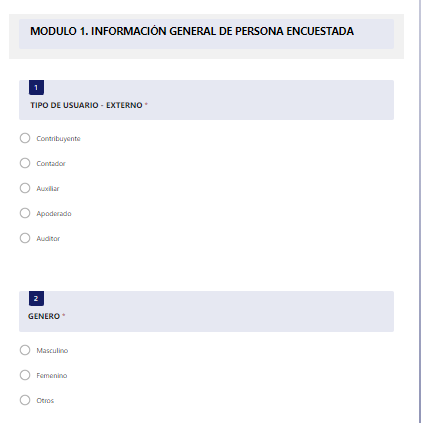 MODULO 1. INFORMACIÓN GENERAL DE PERSONA ENCUESTADA
1
TIPO DE USUARIO - EXTERNO *
Contribuyente
Contador
Auxiliar
Apoderado
Auditor
2
GENERO *
Masculino
Femenino
Otros